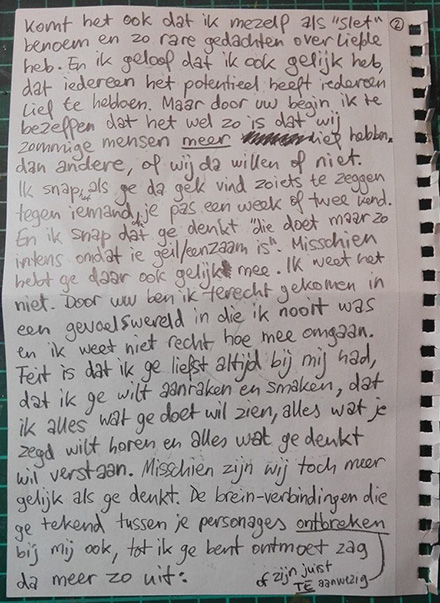 ②
Komt het ook dat ik mezelf als "slet"
benoem en zo rare gedachten over liefde
heb. En ik geloof dat ik ook gelijk heb,
dat iedereen het potentieel heeft iedereen
lief te hebben. Maar door uw begin ik te
bezeffen dat het wel zo is dat wij
zommige mensen meer lief hebben.
dan andere, of wij da willen of niet.
Ik snap het als ge da gek vind zoiets te zeggen
tegen iemand je pas een week of twee kend.
En ik snap dat ge denkt "die doet maar zo
intens omdat ie geil/eenzaam is". Misschien
hebt ge daar ook gelijk mee. Ik weet het
niet. Door uw ben ik terecht gekomen in
een gevoelswereld in die ik nooit was
en ik weet niet recht hoe mee omgaan.
Feit is dat ik ge liefst altijd bij mij had,
dat ik ge wilt aanraken en smaken, dat
ik alles wat ge doet wil zien, alles wat je
zegd wilt horen en alles wat ge denkt
wil verstaan. Misschien zijn wij toch meer
gelijk als ge denkt. De brein-verbindingen die
ge tekend tussen je personages ontbreken
bij mij ook, tot ik ge bent ontmoet zag
da meer zo uit:
of zijn juist
TE aanwezig